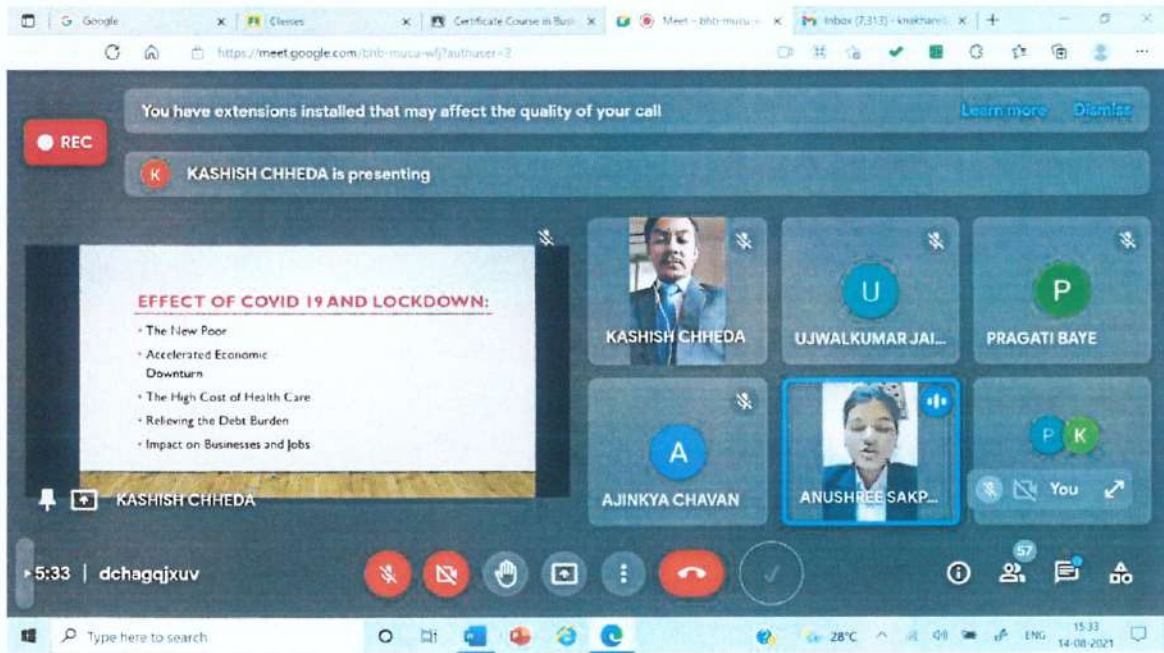 Google
Classes
Certificate Course in Busi
Meet – bhb-mucu-w
Inbox (7,313) - knakhare
https://meet.google.com/bhb-mucu-wfj?authuser=2
You have extensions installed that may affect the quality of your call
Learn more
Dismiss
REC
K
KASHISH CHHEDA is presenting
EFFECT OF COVID 19 AND LOCKDOWN:
• The New Poor
• Accelerated Economic
Downturn
• The High Cost of Health Care
• Relieving the Debt Burden
• Impact on Businesses and Jobs
KASHISH CHHEDA
KASHISH CHHEDA
U
UJWALKUMAR JAI...
P
PRAGATI BAYE
A
AJINKYA CHAVAN
ANUSHREE SAKP...
P K
You
5:33 | dchagqjxuv
57
Type here to search
28°C
ENG
15:33
14-08-2021